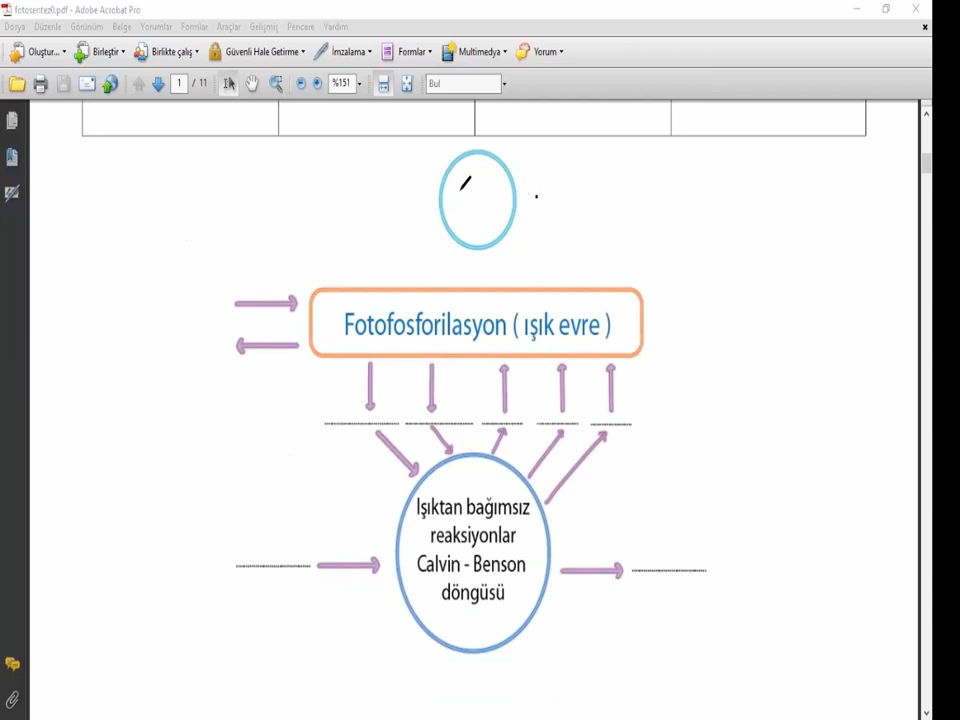 fotosentez0.pdf - Adobe Acrobat Pro
Dosya Düzenle Görünüm Belge Yorumlar Formlar Araçlar Gelişmiş Pencere Yardım
Oluştur... Birleştir Birlikte çalış Güvenli Hale Getirme İmzalama Formlar Multimedya Yorum
1 / 11 %151 Bul
Fotofosforilasyon ( ışık evre )
Işıktan bağımsız
reaksiyonlar
Calvin - Benson
döngüsü